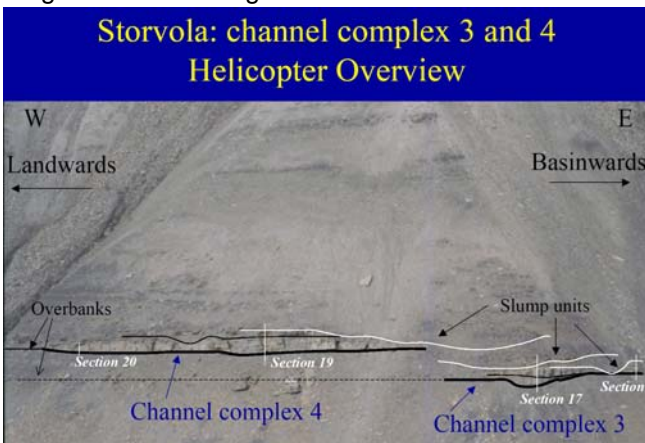 Storvola: channel complex 3 and 4
Helicopter Overview
W
E
Landwards
Basinwards
Overbanks
Slump units
Section 20
Section 19
Section 17
Section
Channel complex 4
Channel complex 3